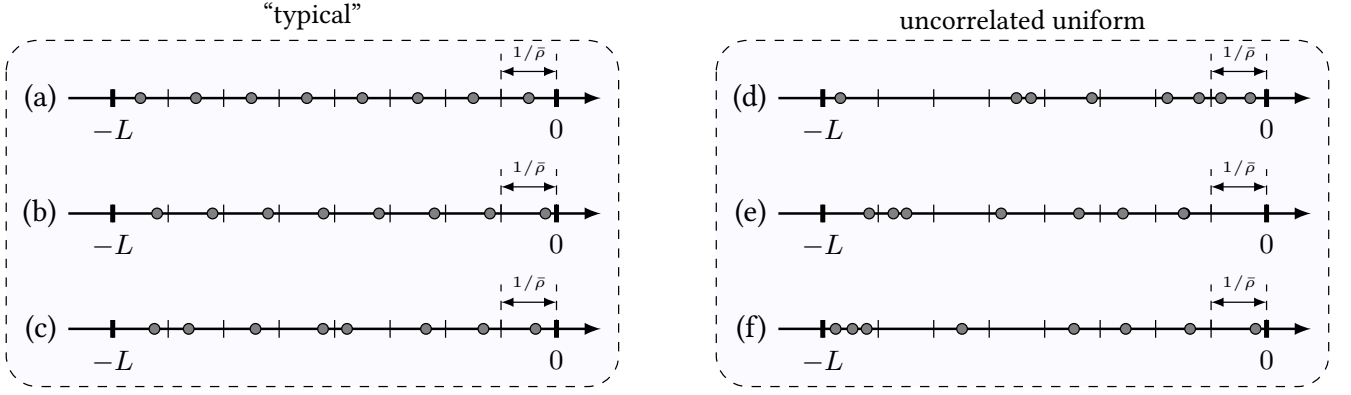 “typical”
uncorrelated uniform
1/ρ̄
(a)
−L
0
1/ρ̄
(b)
−L
0
1/ρ̄
(c)
−L
0
1/ρ̄
(d)
−L
0
1/ρ̄
(e)
−L
0
1/ρ̄
(f)
−L
0